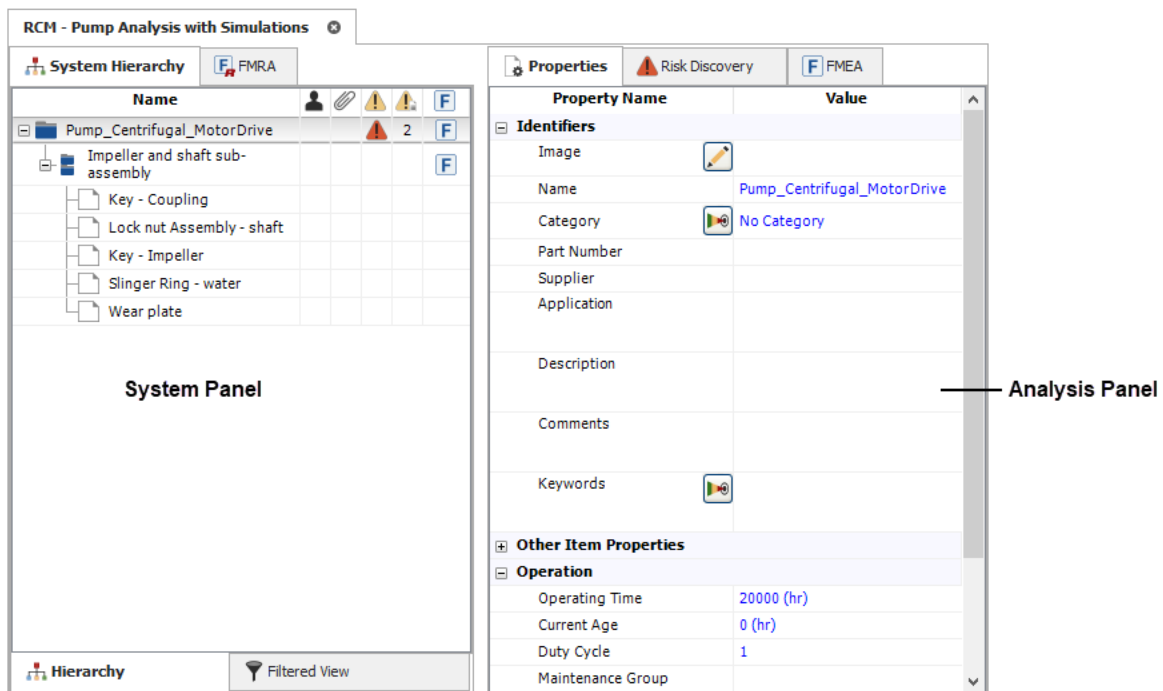 RCM - Pump Analysis with Simulations
System Hierarchy
FMRA
Name
F
Pump_Centrifugal_MotorDrive
2
F
Impeller and shaft sub-
assembly
F
Key - Coupling
Lock nut Assembly - shaft
Key - Impeller
Slinger Ring - water
Wear plate
System Panel
Hierarchy
Filtered View
Properties
Risk Discovery
F FMEA
Property Name
Value
Identifiers
Image
Name
Pump_Centrifugal_MotorDrive
Category
No Category
Part Number
Supplier
Application
Description
Comments
Keywords
Other Item Properties
Operation
Operating Time
20000 (hr)
Current Age
0 (hr)
Duty Cycle
1
Maintenance Group
Analysis Panel